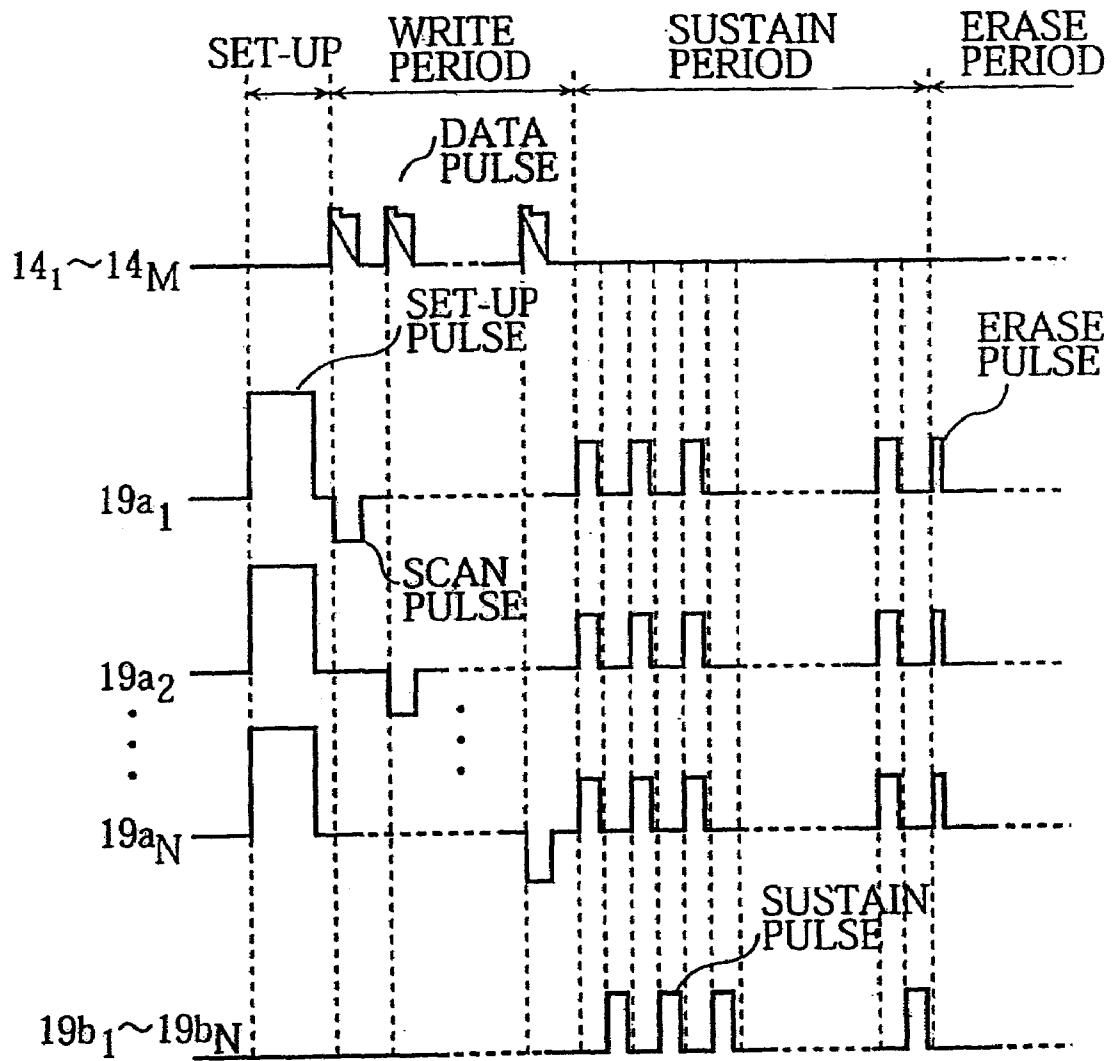 SET-UP
WRITE
PERIOD
SUSTAIN
PERIOD
ERASE
PERIOD
DATA
PULSE
14₁~14M
SET-UP
PULSE
ERASE
PULSE
19a₁
SCAN
PULSE
19a₂
19aN
SUSTAIN
PULSE
19b₁~19bN